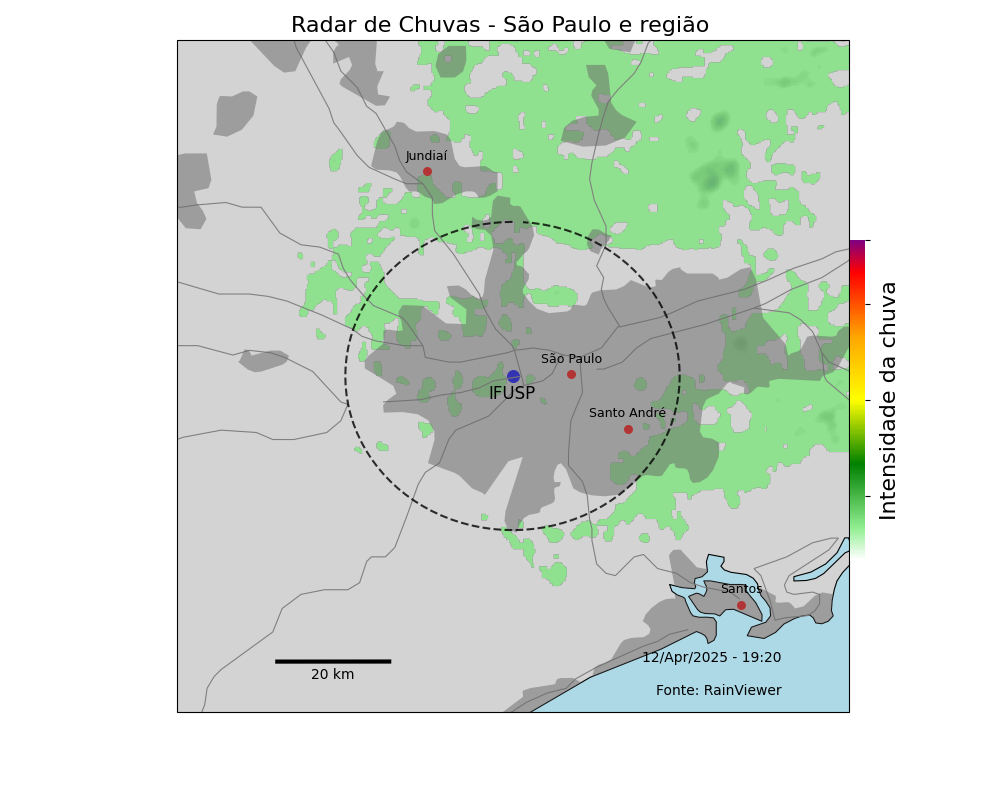 Radar de Chuvas - São Paulo e região
Jundiaí
São Paulo
IFUSP
Santo André
Intensidade da chuva
Santos
12/Apr/2025 - 19:20
20 km
Fonte: RainViewer